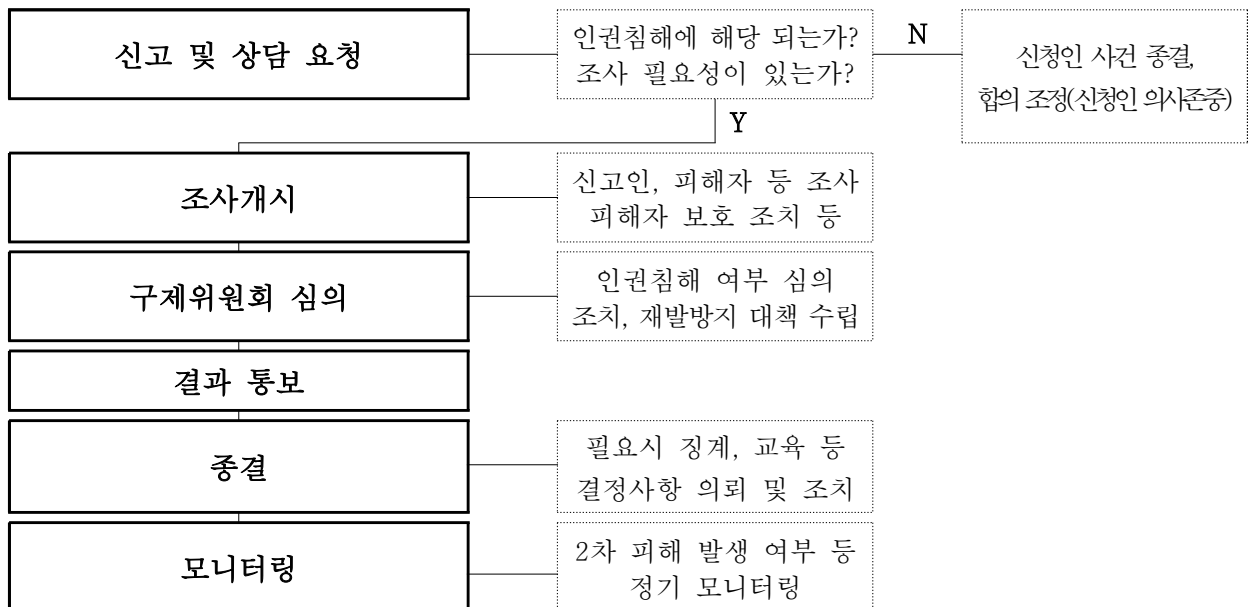 신고 및 상담 요청
인권침해에 해당 되는가?
조사 필요성이 있는가?
N
신청인 사건 종결,
합의 조정(신청인 의사존중)
Y
조사개시
신고인, 피해자 등 조사
피해자 보호 조치 등
구제위원회 심의
인권침해 여부 심의
조치, 재발방지 대책 수립
결과 통보
종결
필요시 징계, 교육 등
결정사항 의뢰 및 조치
모니터링
2차 피해 발생 여부 등
정기 모니터링